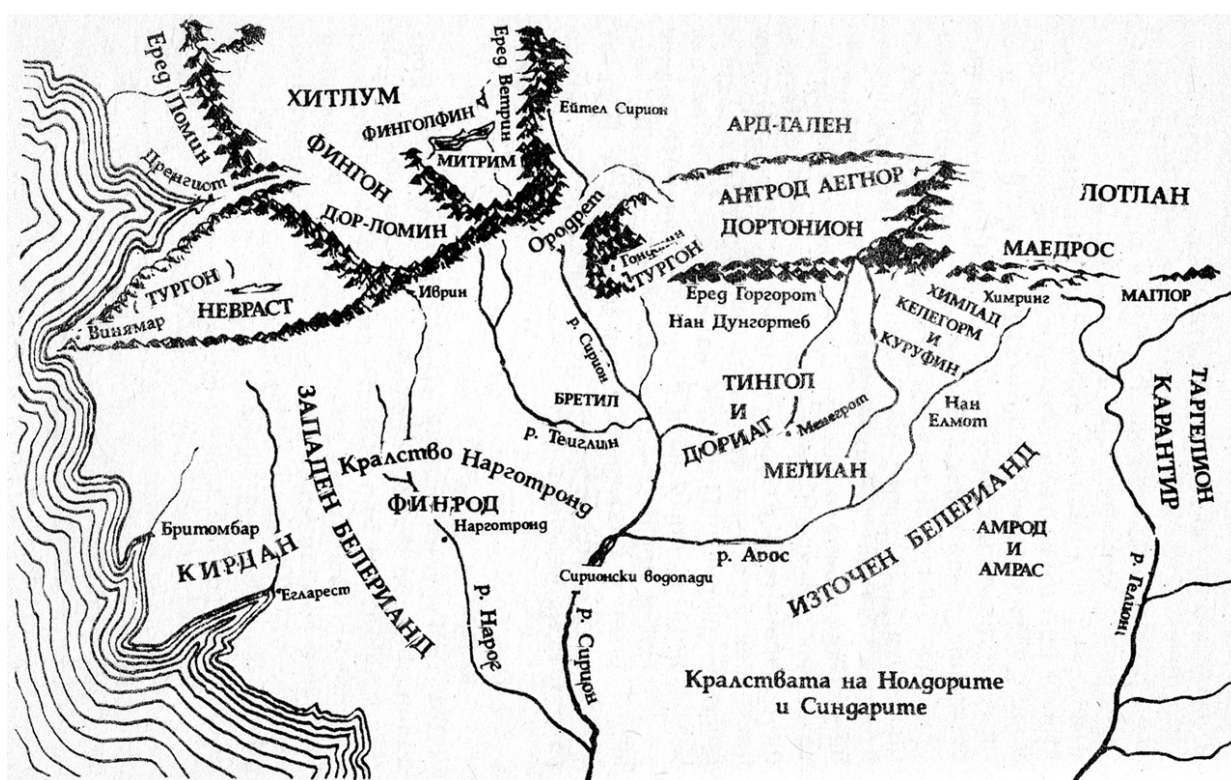 Еред Ломин
ХИТЛУМ
Еред Ветрин
ФИНГОЛФИН
МИТРИМ
ФИНГОН
Ейтел Сирион
АРД-ГАЛЕН
Дренгист
ДОР-ЛОМИН
Ородрет
АНГРОД АЕГНОР
ДОРТОНИОН
ЛОТЛАН
МАЕДРОС
ТУРГОН
НЕВРАСТ
Винямар
Иврин
ТУРГОН
Еред Горгорот
Нан Дунгортеб
Химринг
МАГЛОР
ХИМЛАД
КЕЛЕГОРМ
И
КУРУФИН
р. Сирион
БРЕТИЛ
р. Теиглин
ТИНГОЛ
И
МЕЛИАН
ДОРИАТ
Менегрот
Нан
Елмот
ТАРГЕЛИОН
КАРАНТИР
ЗАПАДЕН БЕЛЕРИАНД
Кралство Нарготронд
ФИНРОД
Нарготронд
Бритомбар
КИРДАН
Егларест
р. Нарог
Сирионски водопади
р. Сирион
р. Арос
ИЗТОЧЕН БЕЛЕРИАНД
АМРОД
И
АМРАС
р. Гелион
Кралствата на Нолдорите
и Синдарите